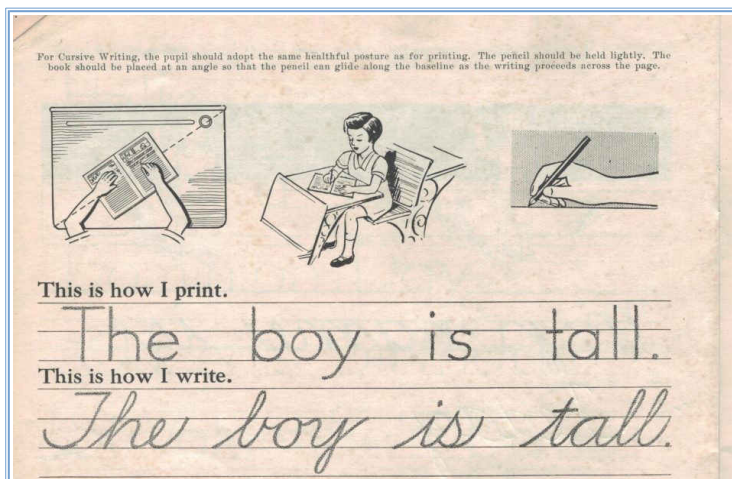 For Cursive Writing, the pupil should adopt the same healthful posture as for printing. The pencil should be held lightly. The
book should be placed at an angle so that the pencil can glide along the baseline as the writing proceeds across the page.
This is how I print.
The boy is tall.
This is how I write.
The boy is tall.